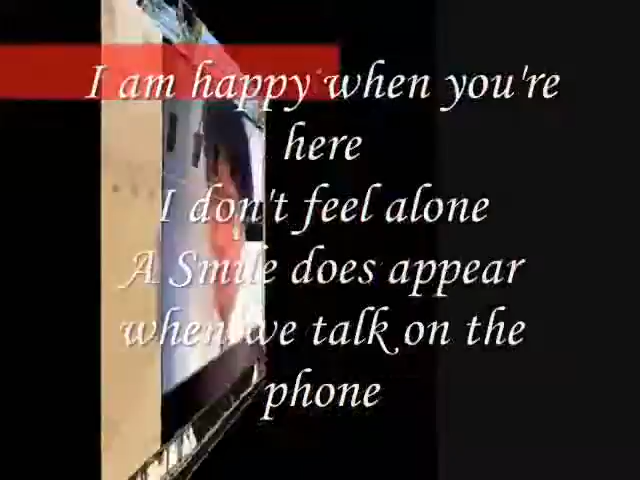 I am happy when you're
here
I don't feel alone
A Smile does appear
when we talk on the
phone